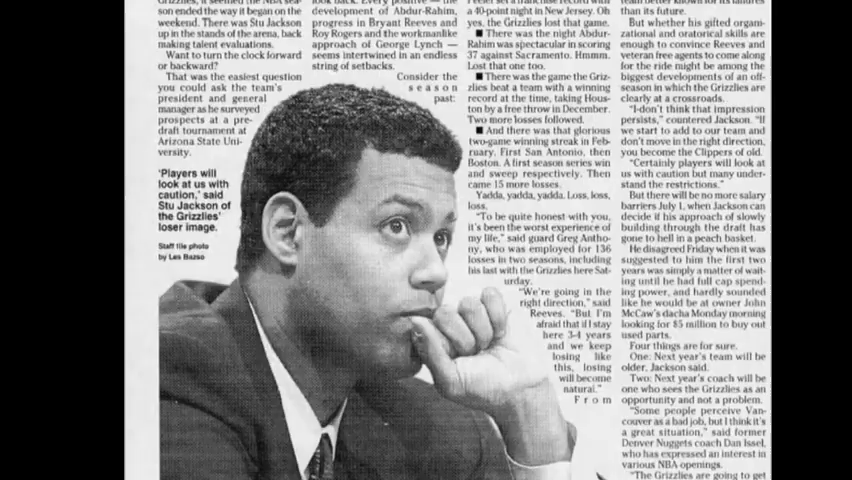 Grizzlies, it seemed the NBA sea-
son ended the way it began on the
weekend. There was Stu Jackson
up in the stands of the arena, back
making talent evaluations.
Want to turn the clock forward
or backward?
That was the easiest question
you could ask the team's
president and general
manager as he surveyed
prospects at a pre-
draft tournament at
Arizona State Uni-
versity.
'Players will
look at us with
caution,' said
Stu Jackson of
the Grizzlies'
loser image.
Staff file photo
by Les Bazso
look back. Every positive — the
development of Abdur-Rahim,
progress in Bryant Reeves and
Roy Rogers and the workmanlike
approach of George Lynch —
seems intertwined in an endless
string of setbacks.
Consider the
season
past:
a 40-point night in New Jersey. Oh
yes, the Grizzlies lost that game.
■ There was the night Abdur-
Rahim was spectacular in scoring
37 against Sacramento. Hmmm.
Lost that one too.
■ There was the game the Griz-
zlies beat a team with a winning
record at the time, taking Hous-
ton by a free throw in December.
Two more losses followed.
■ And there was that glorious
two-game winning streak in Feb-
ruary. First San Antonio, then
Boston. A first season series win
and sweep respectively. Then
came 15 more losses.
Yadda, yadda, yadda. Loss, loss,
loss.
"To be quite honest with you,
it's been the worst experience of
my life," said guard Greg Antho-
ny, who was employed for 136
losses in two seasons, including
his last with the Grizzlies here Sat-
urday.
"We're going in the
right direction," said
Reeves. "But I'm
afraid that if I stay
here 3-4 years
and we keep
losing like
this, losing
will become
natural."
From
team better known for its failures
than its future.
But whether his gifted organi-
zational and oratorical skills are
enough to convince Reeves and
veteran free agents to come along
for the ride might be among the
biggest developments of an off-
season in which the Grizzlies are
clearly at a crossroads.
"I don't think that impression
persists," countered Jackson. "If
we start to add to our team and
don't move in the right direction,
you become the Clippers of old.
"Certainly players will look at
us with caution but many under-
stand the restrictions."
But there will be no more salary
barriers July 1, when Jackson can
decide if his approach of slowly
building through the draft has
gone to hell in a peach basket.
He disagreed Friday when it was
suggested to him the first two
years was simply a matter of wait-
ing until he had full cap spend-
ing power, and hardly sounded
like he would be at owner John
McCaw's dacha Monday morning
looking for $5 million to buy out
used parts.
Four things are for sure.
One: Next year's team will be
older, Jackson said.
Two: Next year's coach will be
one who sees the Grizzlies as an
opportunity and not a problem.
"Some people perceive Van-
couver as a bad job, but I think it's
a great situation," said former
Denver Nuggets coach Dan Issel,
who has expressed an interest in
various NBA openings.
"The Grizzlies are going to get